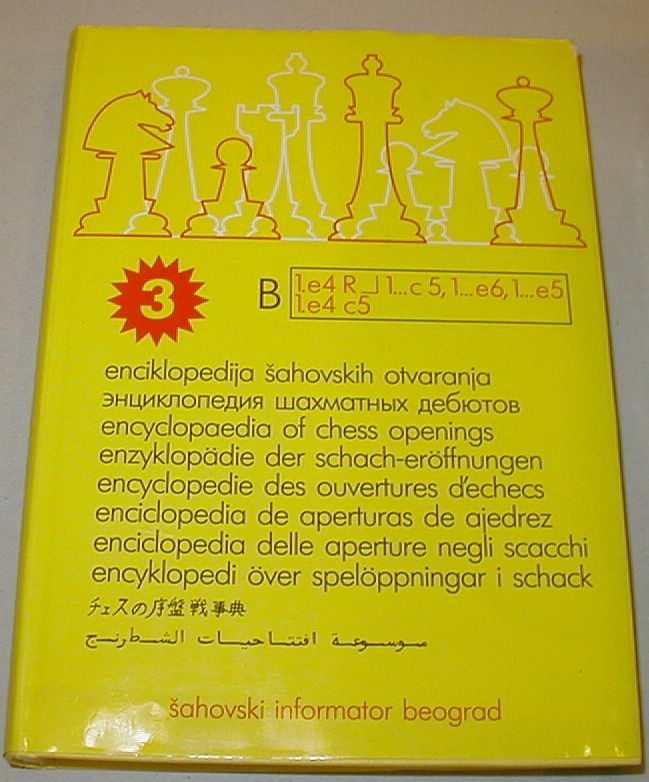 3
B
1.e4 R _| 1...c 5, 1...e6, 1...e5
1.e4 c5
enciklopedija šahovskih otvaranja
энциклопедия шахматных дебютов
encyclopaedia of chess openings
enzyklopädie der schach-eröffnungen
encyclopedie des ouvertures d'echecs
enciclopedia de aperturas de ajedrez
enciclopedia delle aperture negli scacchi
encyklopedi över spelöppningar i schack
チェスの序盤戦事典
موسوعة افتتاحيات الشطرنج
šahovski informator beograd